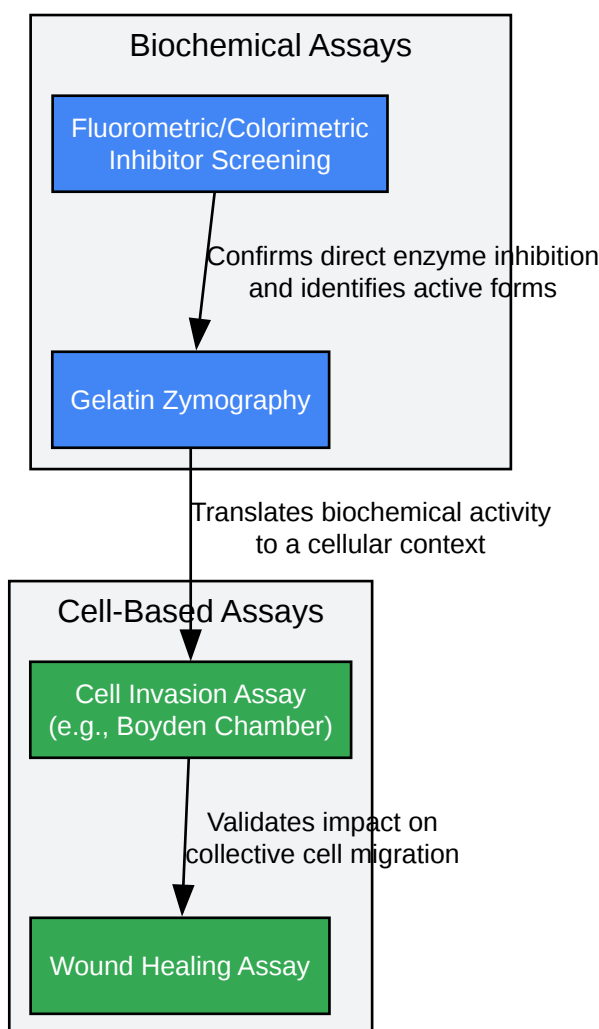 Biochemical Assays
Fluorometric/Colorimetric
Inhibitor Screening
Confirms direct enzyme inhibition
and identifies active forms
Gelatin Zymography
Translates biochemical activity
to a cellular context
Cell-Based Assays
Cell Invasion Assay
(e.g., Boyden Chamber)
Validates impact on
collective cell migration
Wound Healing Assay